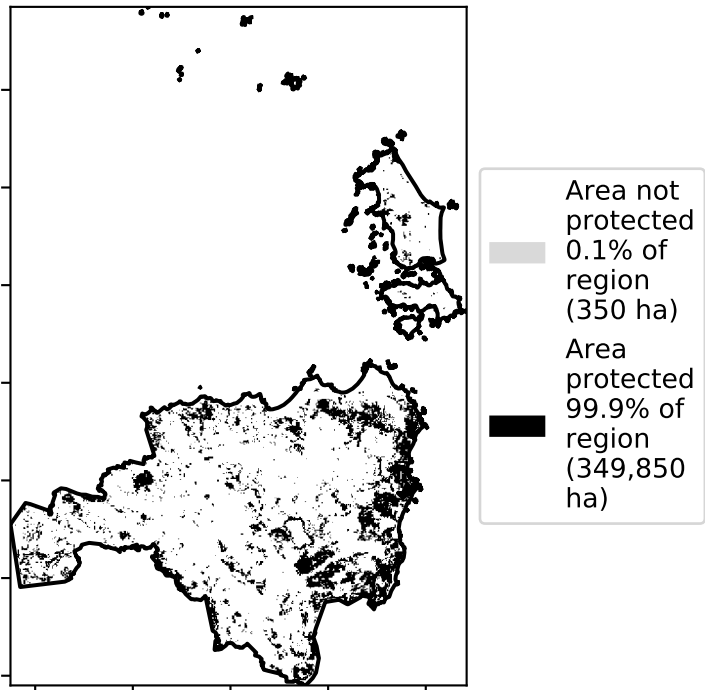 Area not
protected
0.1% of
region
(350 ha)
Area
protected
99.9% of
region
(349,850
ha)